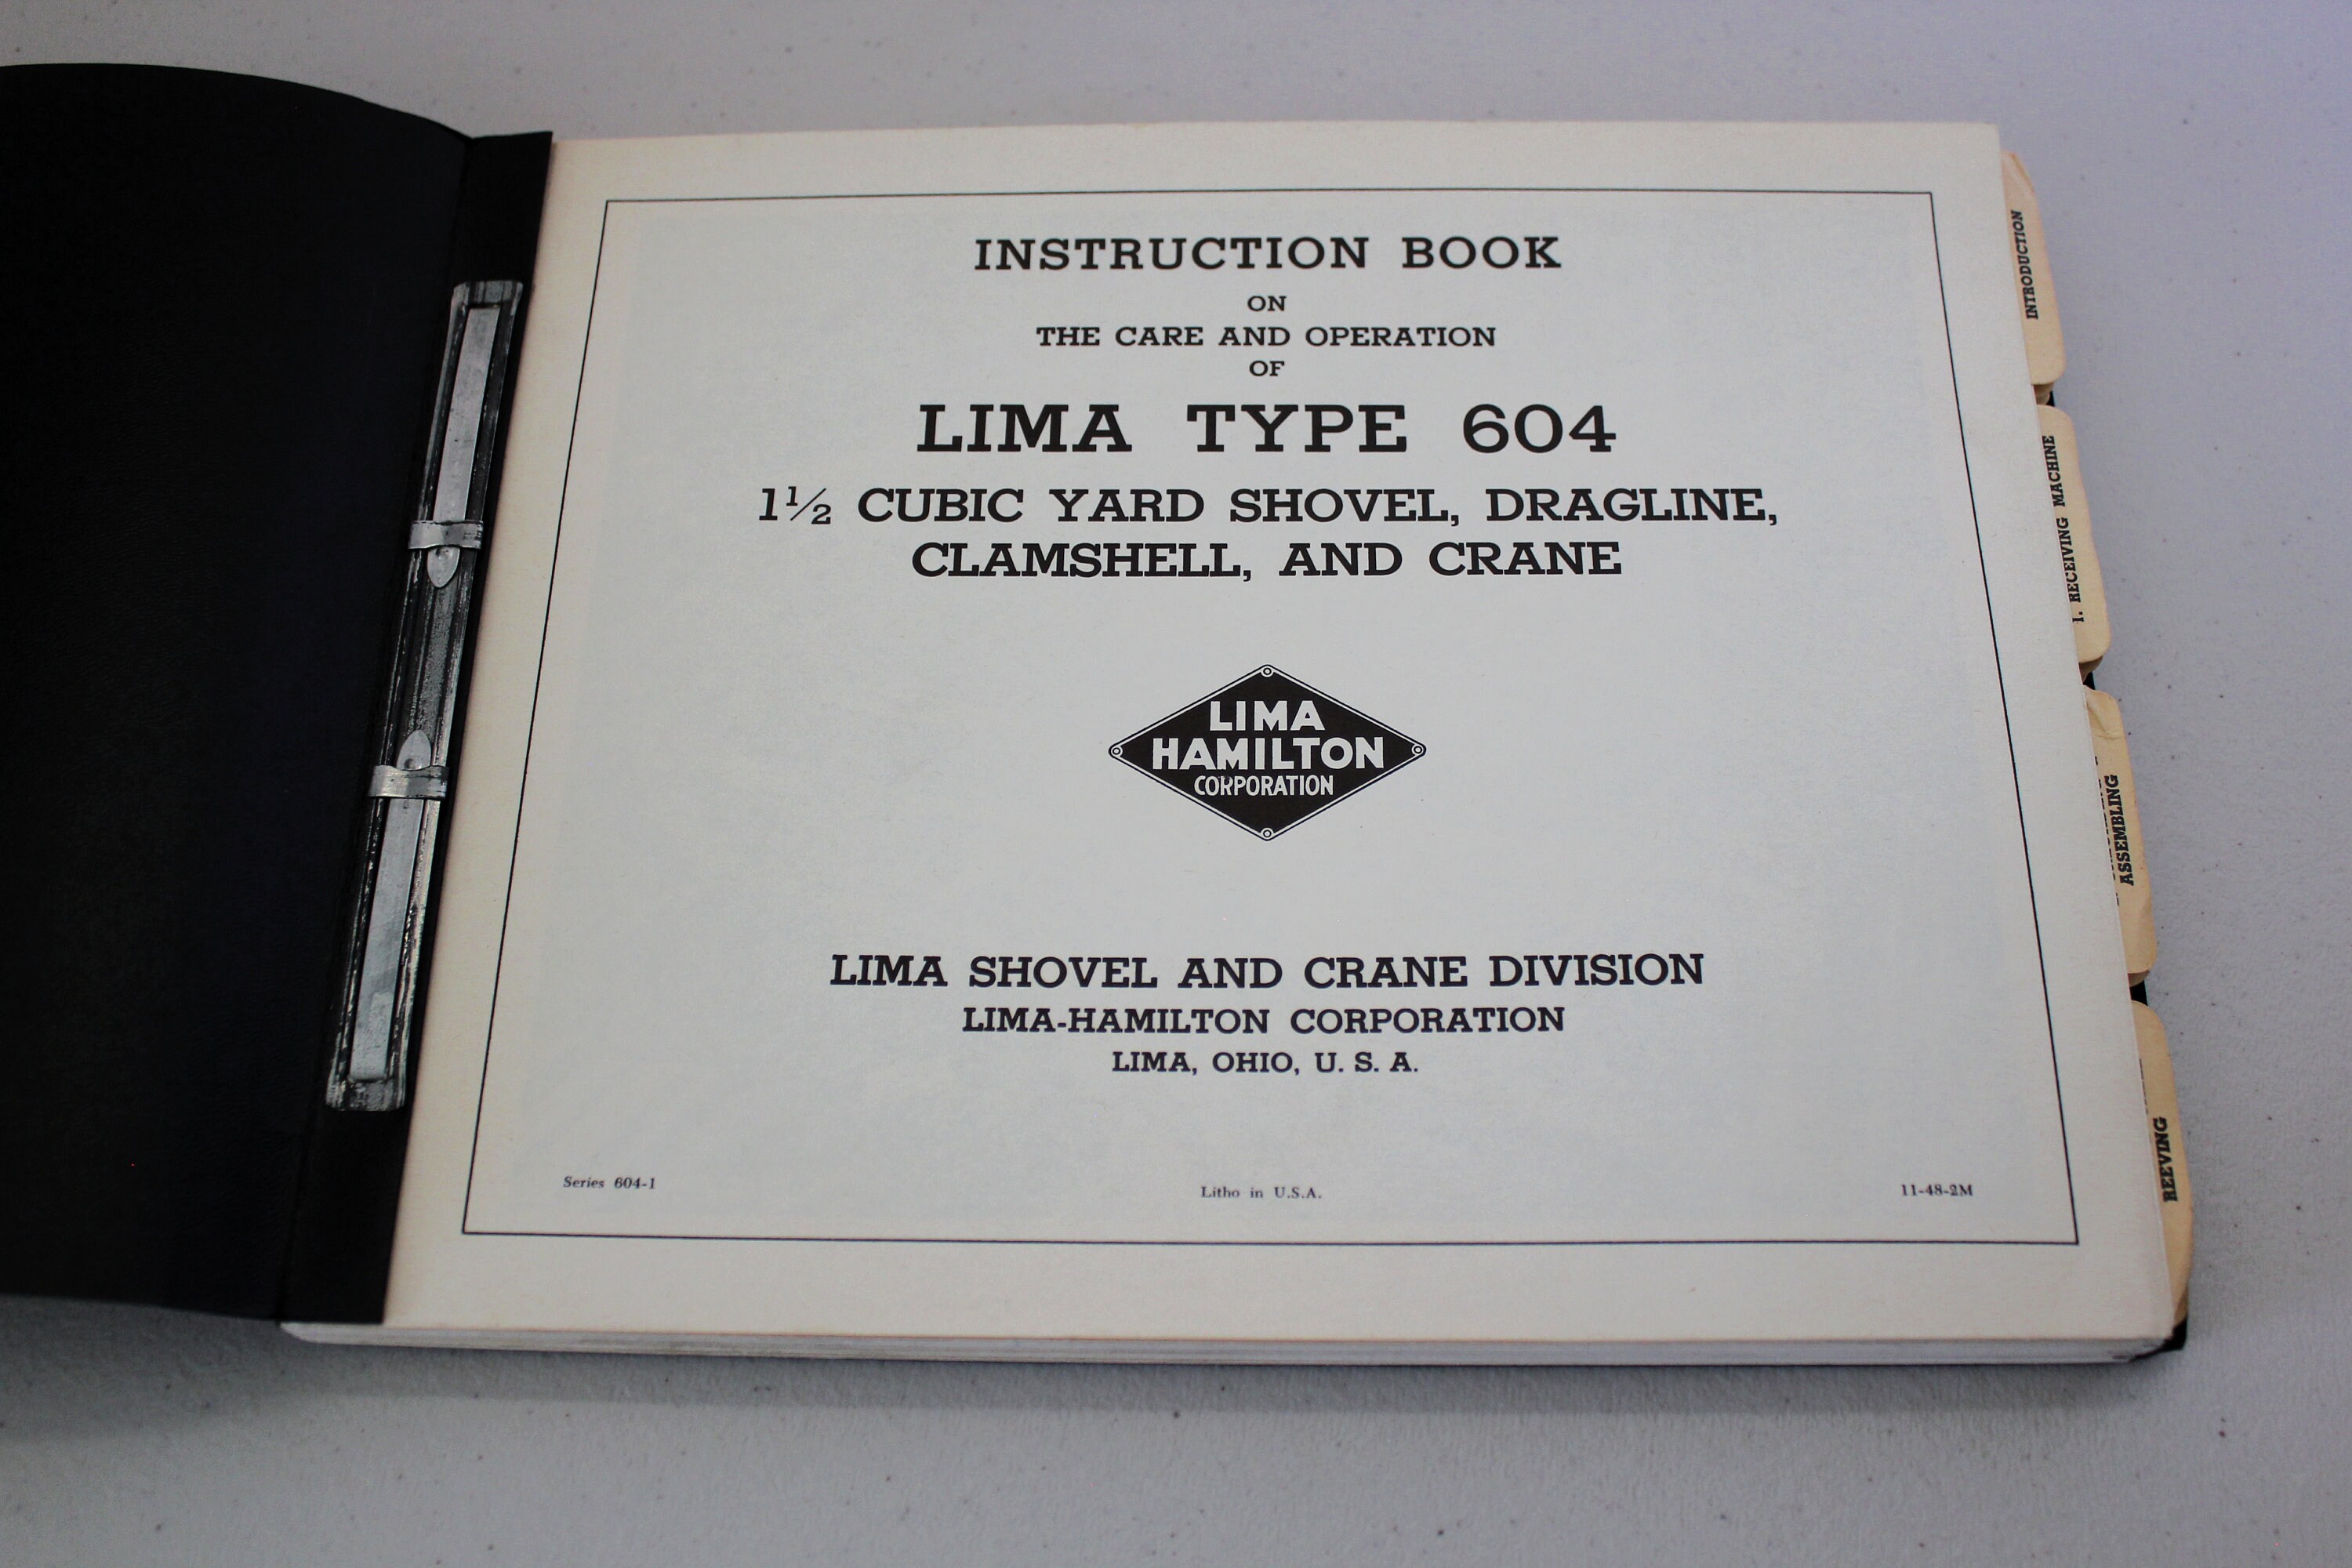 INSTRUCTION BOOK
ON
THE CARE AND OPERATION
OF
LIMA TYPE 604
1½ CUBIC YARD SHOVEL, DRAGLINE,
CLAMSHELL, AND CRANE
LIMA
HAMILTON
CORPORATION
LIMA SHOVEL AND CRANE DIVISION
LIMA-HAMILTON CORPORATION
LIMA, OHIO, U. S. A.
Series 604-1
Litho in U.S.A.
11-48-2M
INTRODUCTION
1. RECEIVING MACHINE
ASSEMBLING
REEVING